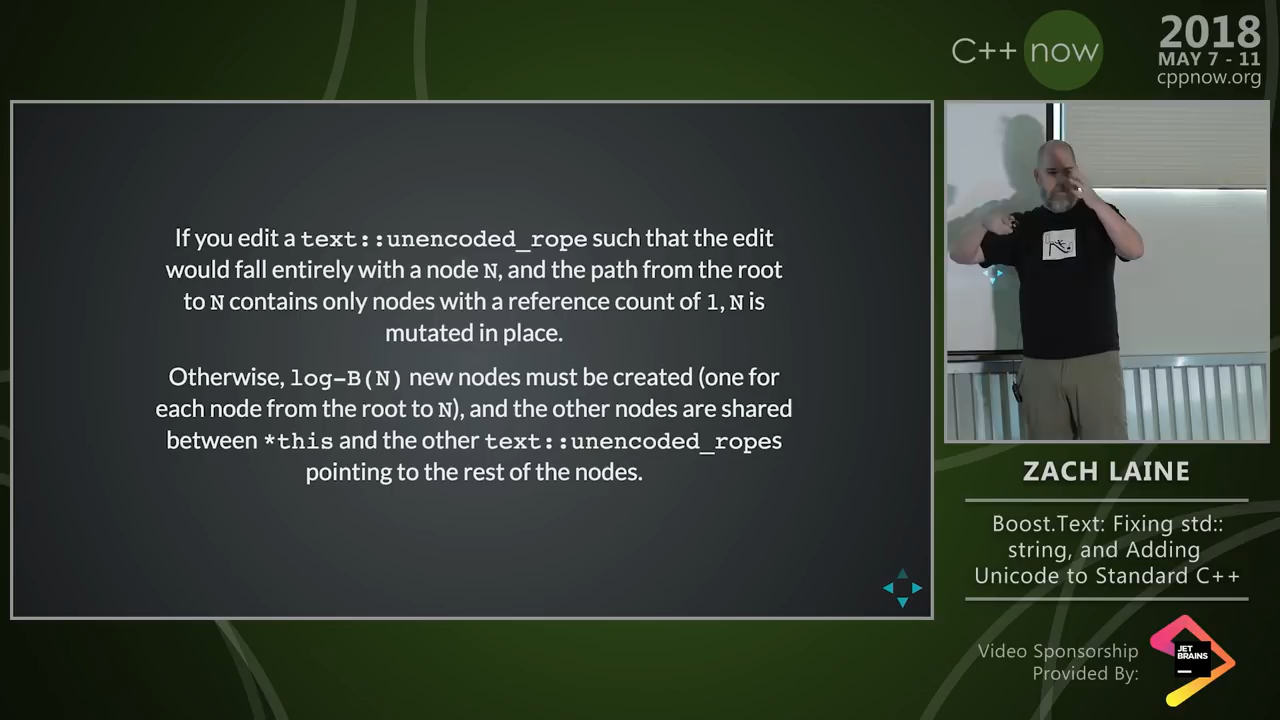 C++ now
2018
MAY 7 - 11
cppnow.org
If you edit a text::unencoded_rope such that the edit
would fall entirely with a node N, and the path from the root
to N contains only nodes with a reference count of 1, N is
mutated in place.
Otherwise, log-B(N) new nodes must be created (one for
each node from the root to N), and the other nodes are shared
between *this and the other text::unencoded_ropes
pointing to the rest of the nodes.
ZACH LAINE
Boost.Text: Fixing std::
string, and Adding
Unicode to Standard C++
Video Sponsorship
Provided By:
JET
BRAINS